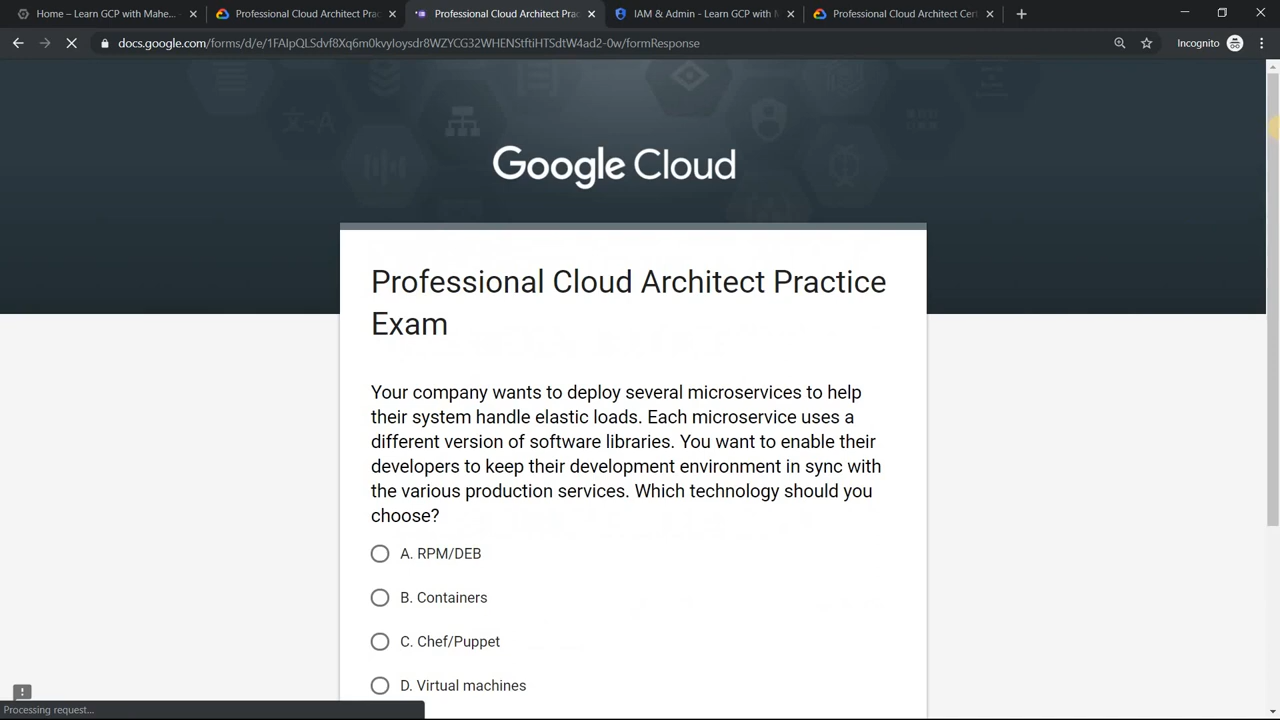 Home – Learn GCP with Mahe...
Professional Cloud Architect Prac
Professional Cloud Architect Prac
IAM & Admin - Learn GCP with M
Professional Cloud Architect Cert
docs.google.com/forms/d/e/1FAIpQLSdvf8Xq6m0kvyloysdr8WZYCG32WHENStftiHTSdtW4ad2-0w/formResponse
Incognito
Google Cloud
Professional Cloud Architect Practice
Exam
Your company wants to deploy several microservices to help
their system handle elastic loads. Each microservice uses a
different version of software libraries. You want to enable their
developers to keep their development environment in sync with
the various production services. Which technology should you
choose?
A. RPM/DEB
B. Containers
C. Chef/Puppet
D. Virtual machines
Processing request...